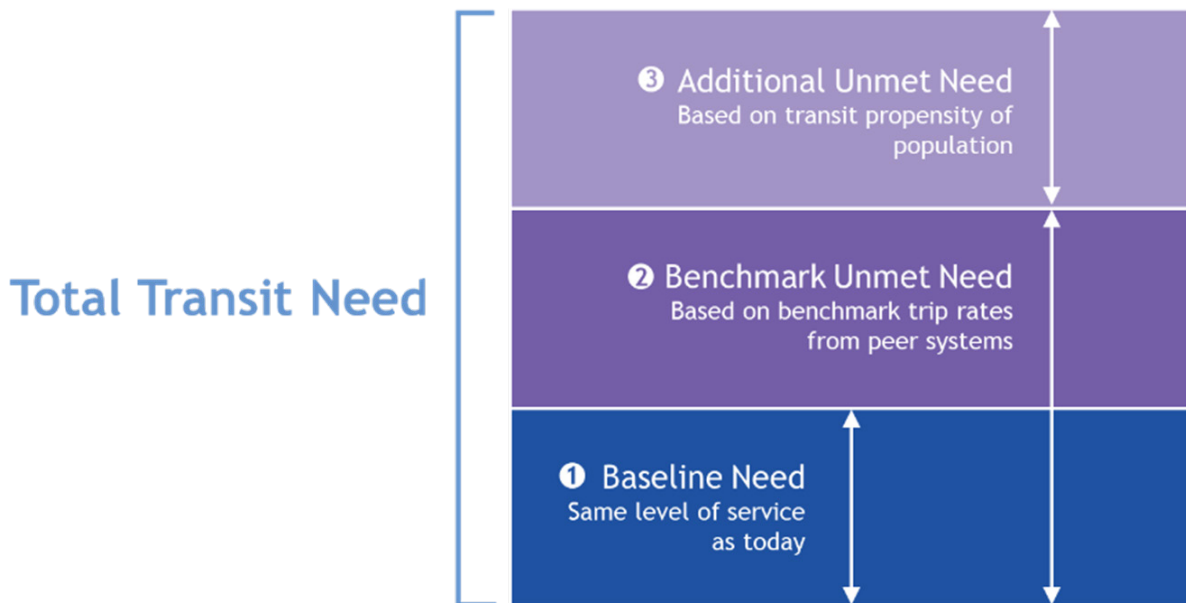 Total Transit Need
❸ Additional Unmet Need
Based on transit propensity of
population
❷ Benchmark Unmet Need
Based on benchmark trip rates
from peer systems
❶ Baseline Need
Same level of service
as today